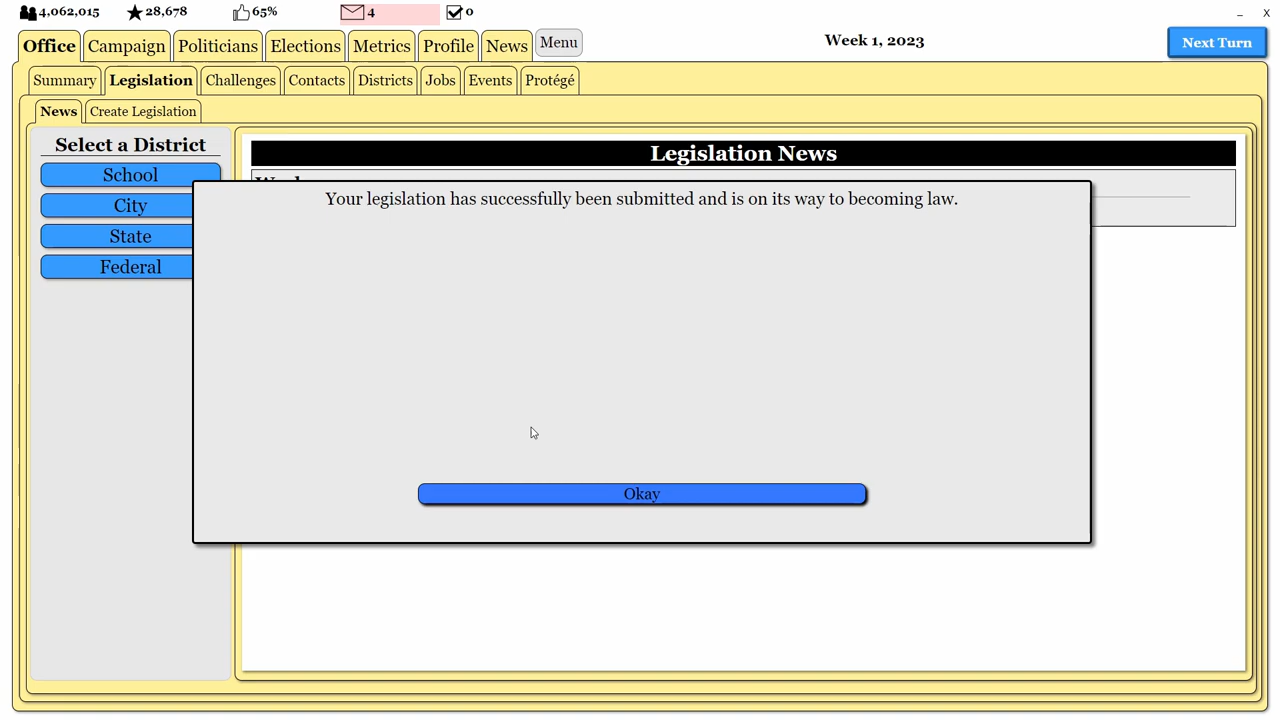 4,062,015 28,678 65% 4 0 _ X
Office Campaign Politicians Elections Metrics Profile News Menu Week 1, 2023 Next Turn
Summary Legislation Challenges Contacts Districts Jobs Events Protégé
News Create Legislation
Select a District
School
City
State
Federal
Legislation News
Your legislation has successfully been submitted and is on its way to becoming law.
Okay